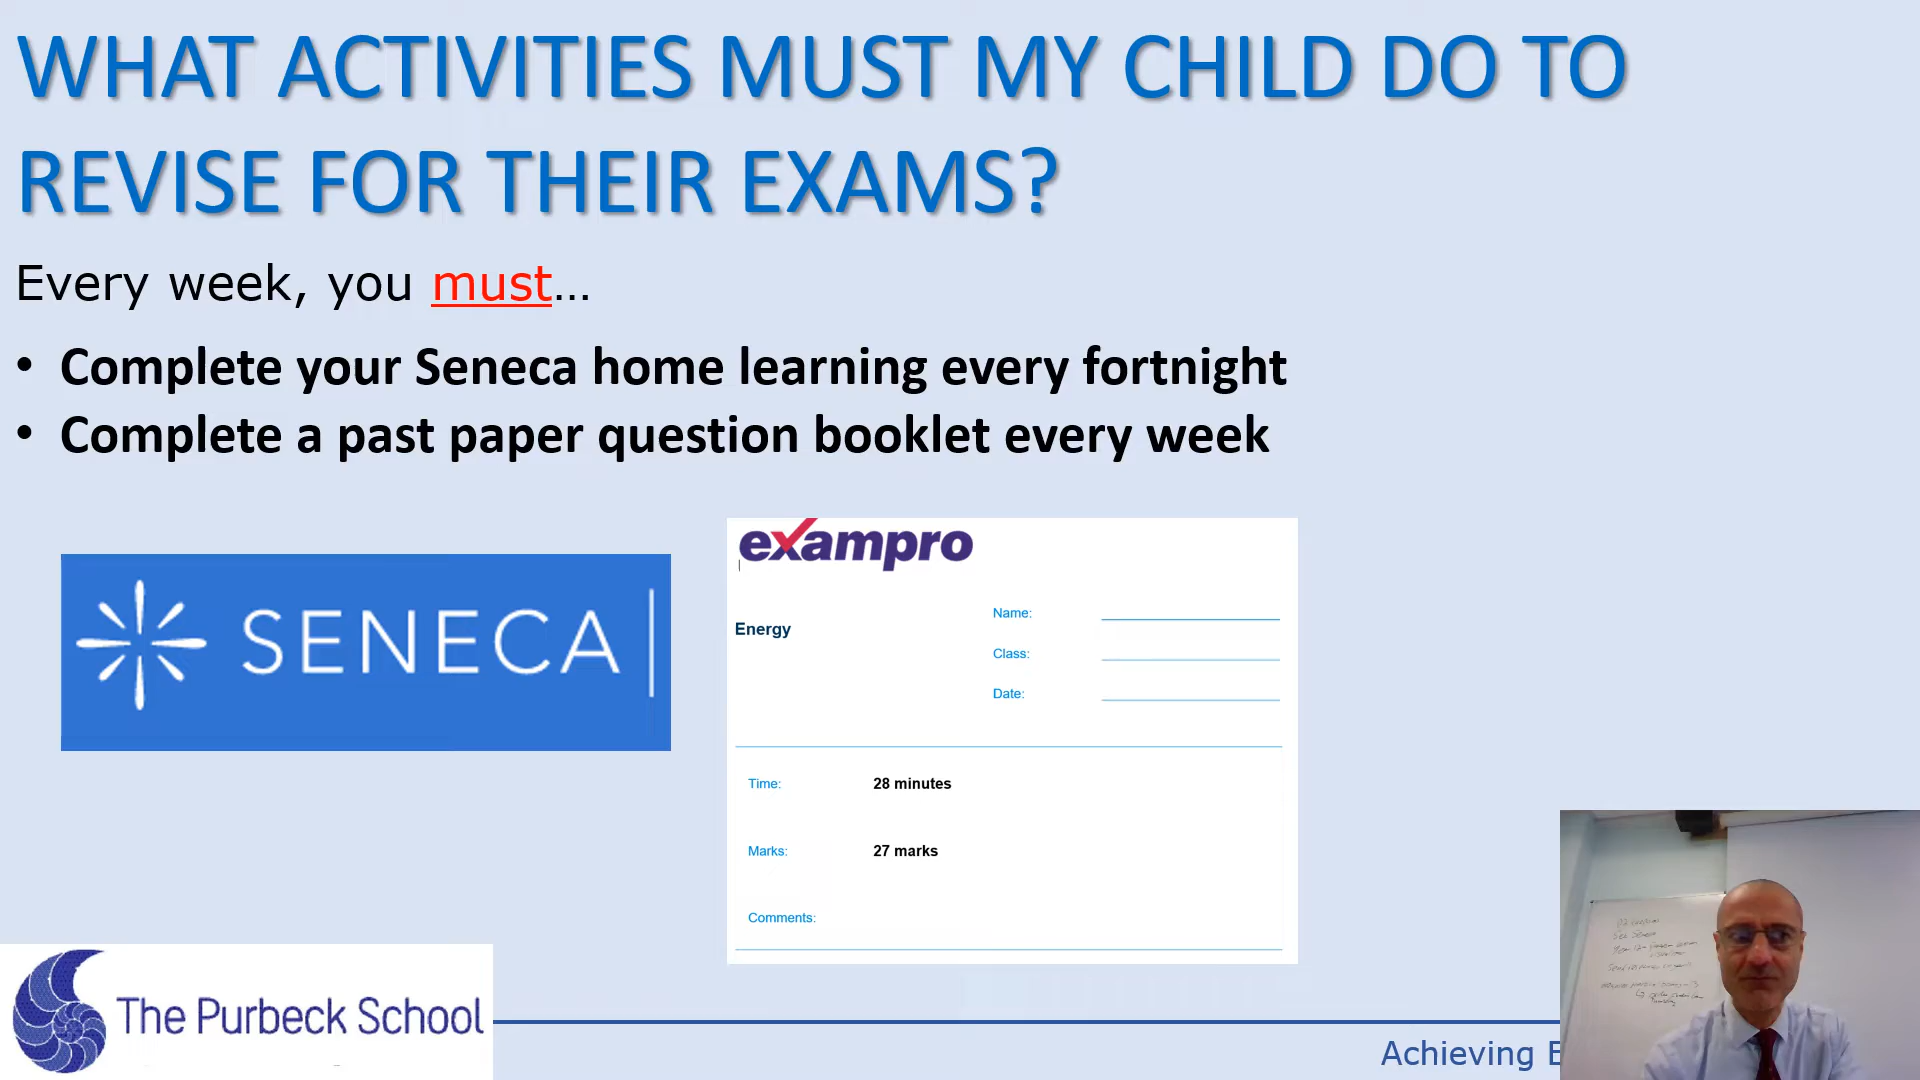 WHAT ACTIVITIES MUST MY CHILD DO TO
REVISE FOR THEIR EXAMS?
Every week, you must…
• Complete your Seneca home learning every fortnight
• Complete a past paper question booklet every week
SENECA
exampro
Energy
Name:
Class:
Date:
Time: 28 minutes
Marks: 27 marks
Comments:
The Purbeck School
Achieving